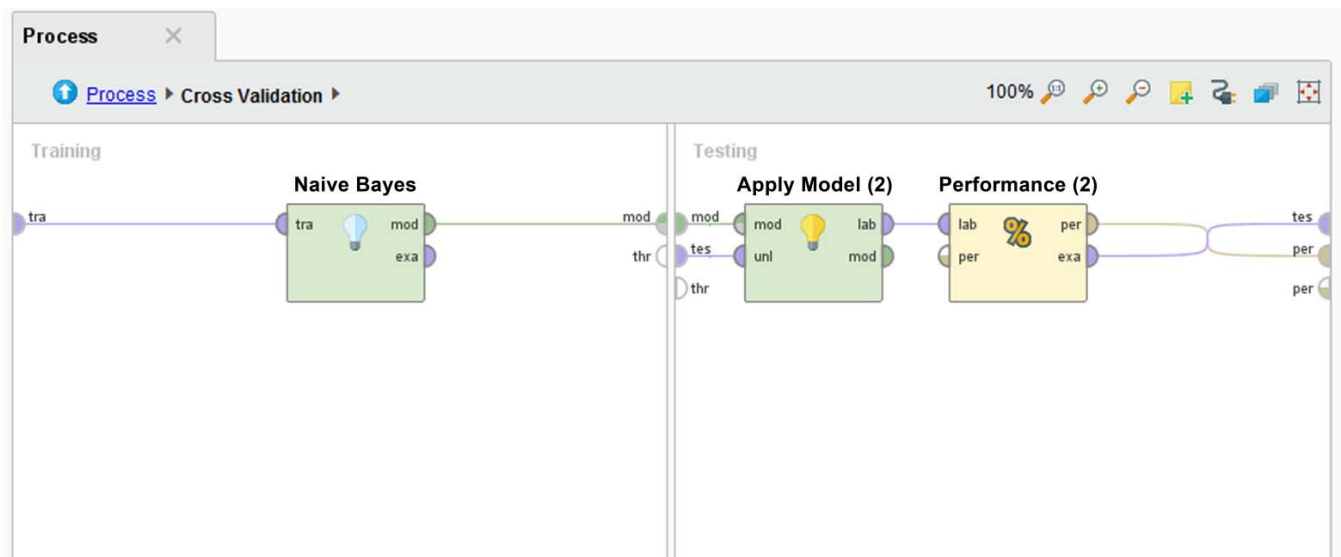 Process
Process Cross Validation
100%
Training
Testing
Naive Bayes
Apply Model (2)
Performance (2)
tra
tra
mod
exa
mod
thr
mod
tes
thr
mod
unl
lab
mod
lab
per
per
exa
tes
per
per